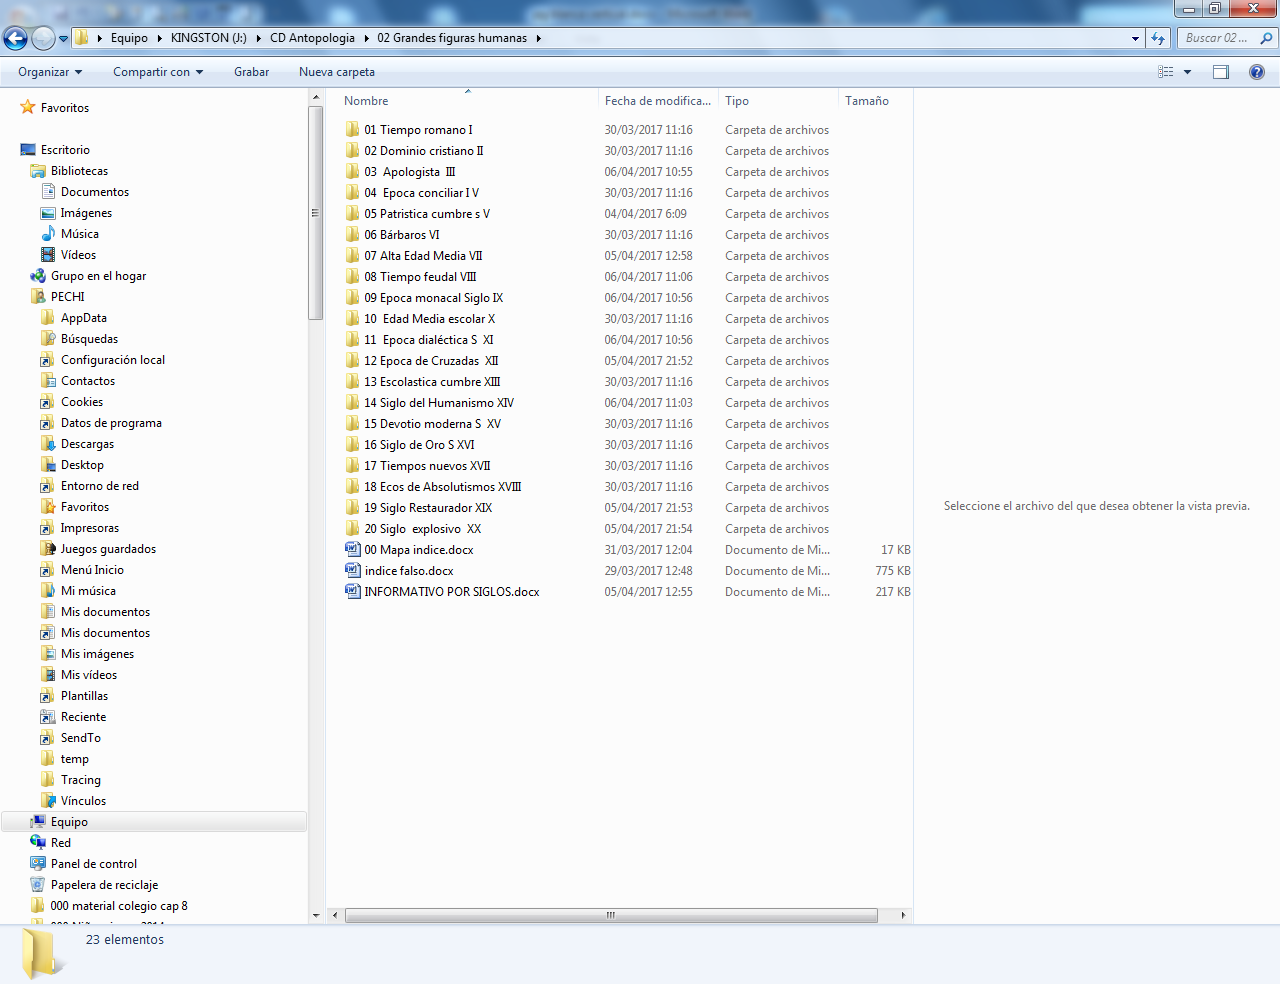 Equipo KINGSTON (J:) CD Antopologia 02 Grandes figuras humanas Buscar 02 ...
Organizar Compartir con Grabar Nueva carpeta
Favoritos
Escritorio
Bibliotecas
Documentos
Imágenes
Música
Vídeos
Grupo en el hogar
PECHI
AppData
Búsquedas
Configuración local
Contactos
Cookies
Datos de programa
Descargas
Desktop
Entorno de red
Favoritos
Impresoras
Juegos guardados
Menú Inicio
Mi música
Mis documentos
Mis documentos
Mis imágenes
Mis vídeos
Plantillas
Reciente
SendTo
temp
Tracing
Vínculos
Equipo
Red
Panel de control
Papelera de reciclaje
000 material colegio cap 8
Nombre Fecha de modifica... Tipo Tamaño
01 Tiempo romano I 30/03/2017 11:16 Carpeta de archivos
02 Dominio cristiano II 30/03/2017 11:16 Carpeta de archivos
03  Apologista  III 06/04/2017 10:55 Carpeta de archivos
04  Epoca conciliar I V 30/03/2017 11:16 Carpeta de archivos
05 Patristica cumbre s V 04/04/2017 6:09 Carpeta de archivos
06 Bárbaros VI 30/03/2017 11:16 Carpeta de archivos
07 Alta Edad Media VII 05/04/2017 12:58 Carpeta de archivos
08 Tiempo feudal VIII 06/04/2017 11:06 Carpeta de archivos
09 Epoca monacal Siglo IX 06/04/2017 10:56 Carpeta de archivos
10  Edad Media escolar X 30/03/2017 11:16 Carpeta de archivos
11  Epoca dialéctica S  XI 06/04/2017 10:56 Carpeta de archivos
12 Epoca de Cruzadas  XII 05/04/2017 21:52 Carpeta de archivos
13 Escolastica cumbre XIII 30/03/2017 11:16 Carpeta de archivos
14 Siglo del Humanismo XIV 06/04/2017 11:03 Carpeta de archivos
15 Devotio moderna S  XV 30/03/2017 11:16 Carpeta de archivos
16 Siglo de Oro S XVI 30/03/2017 11:16 Carpeta de archivos
17 Tiempos nuevos XVII 30/03/2017 11:16 Carpeta de archivos
18 Ecos de Absolutismos XVIII 30/03/2017 11:16 Carpeta de archivos
19 Siglo Restaurador XIX 05/04/2017 21:53 Carpeta de archivos
20 Siglo  explosivo  XX 05/04/2017 21:54 Carpeta de archivos
00 Mapa indice.docx 31/03/2017 12:04 Documento de Mi... 17 KB
indice falso.docx 29/03/2017 12:48 Documento de Mi... 775 KB
INFORMATIVO POR SIGLOS.docx 05/04/2017 12:55 Documento de Mi... 217 KB
Seleccione el archivo del que desea obtener la vista previa.
23 elementos